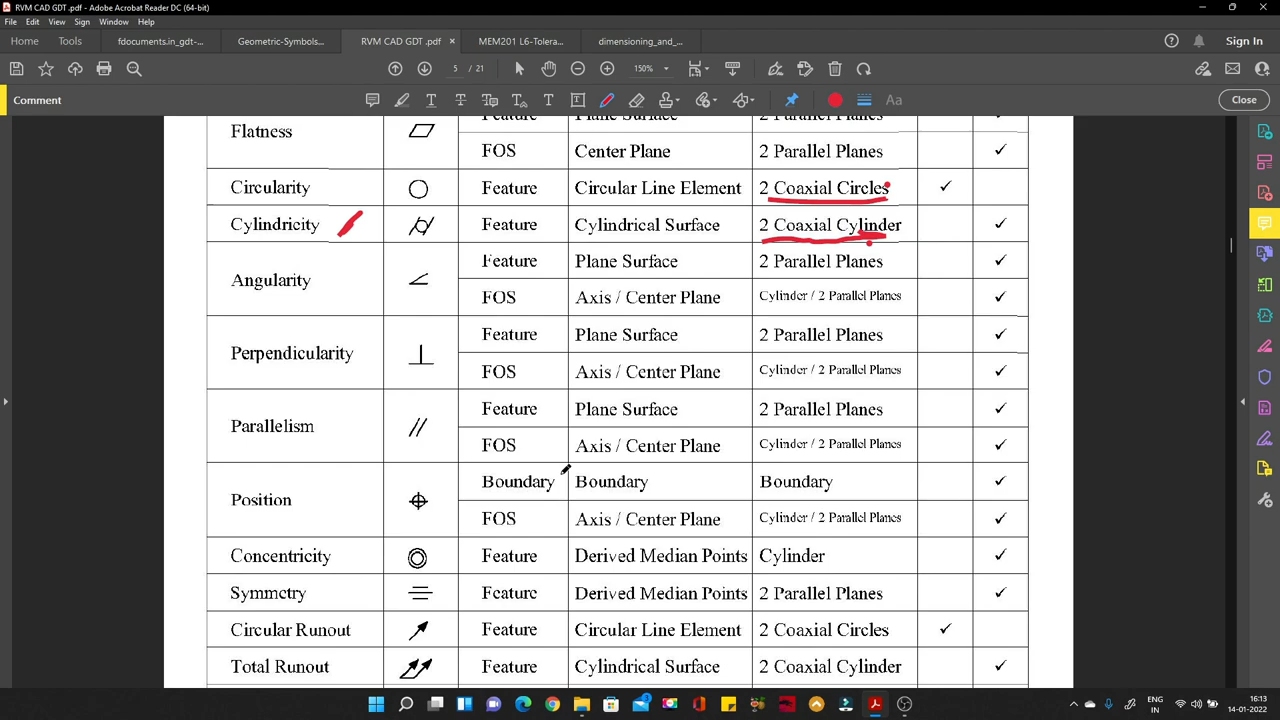 RVM CAD GDT .pdf - Adobe Acrobat Reader DC (64-bit)
File Edit View Sign Window Help
Home Tools fdocuments.in_gdt-... Geometric-Symbols... RVM CAD GDT .pdf MEM201 L6-Tolera... dimensioning_and_... Sign In
5 / 21 150%
Comment Aa Close
Flatness
FOS Center Plane 2 Parallel Planes ✓
Circularity Feature Circular Line Element 2 Coaxial Circles ✓
Cylindricity Feature Cylindrical Surface 2 Coaxial Cylinder ✓
Angularity Feature Plane Surface 2 Parallel Planes ✓
FOS Axis / Center Plane Cylinder / 2 Parallel Planes ✓
Perpendicularity Feature Plane Surface 2 Parallel Planes ✓
FOS Axis / Center Plane Cylinder / 2 Parallel Planes ✓
Parallelism Feature Plane Surface 2 Parallel Planes ✓
FOS Axis / Center Plane Cylinder / 2 Parallel Planes ✓
Position Boundary Boundary Boundary ✓
FOS Axis / Center Plane Cylinder / 2 Parallel Planes ✓
Concentricity Feature Derived Median Points Cylinder ✓
Symmetry Feature Derived Median Points 2 Parallel Planes ✓
Circular Runout Feature Circular Line Element 2 Coaxial Circles ✓
Total Runout Feature Cylindrical Surface 2 Coaxial Cylinder ✓
ENG 16:13
IN 14-01-2022